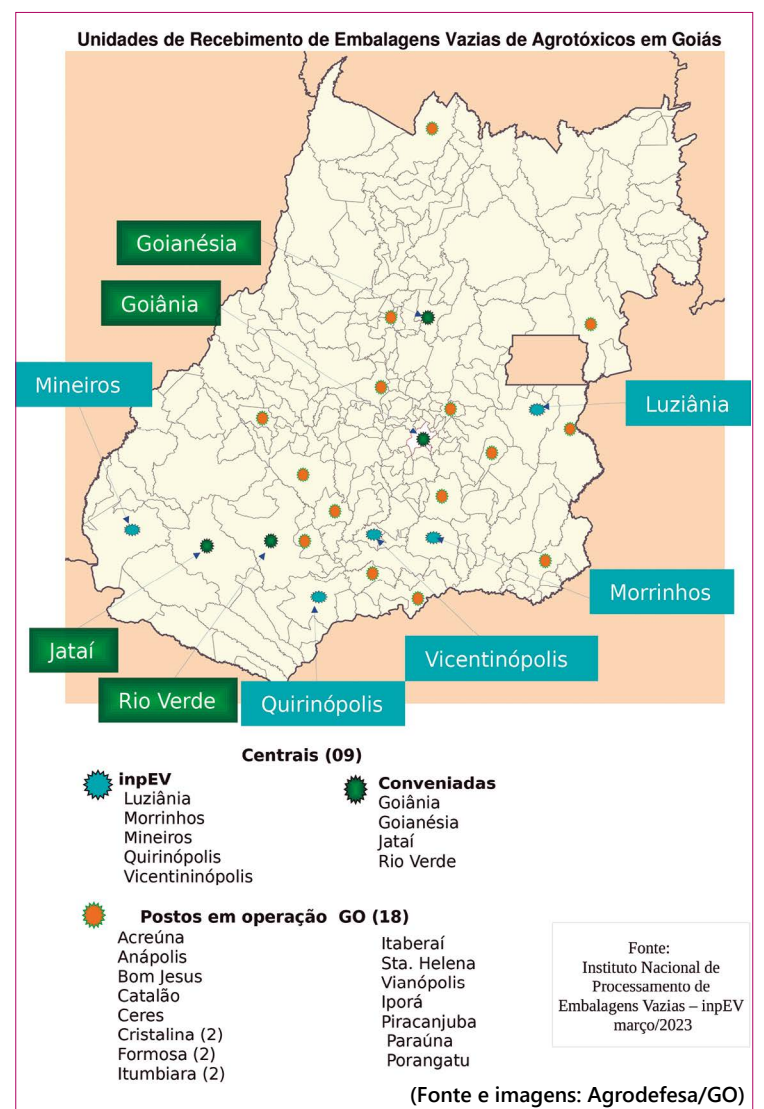 Unidades de Recebimento de Embalagens Vazias de Agrotóxicos em Goiás
Goianésia
Goiânia
Mineiros
Luziânia
Morrinhos
Jataí
Vicentinópolis
Rio Verde
Quirinópolis
Centrais (09)
inpEV
Luziânia
Morrinhos
Mineiros
Quirinópolis
Vicentininópolis
Conveniadas
Goiânia
Goianésia
Jataí
Rio Verde
Postos em operação GO (18)
Acreúna
Anápolis
Bom Jesus
Catalão
Ceres
Cristalina (2)
Formosa (2)
Itumbiara (2)
Itaberaí
Sta. Helena
Vianópolis
Iporá
Piracanjuba
Paraúna
Porangatu
Fonte:
Instituto Nacional de
Processamento de
Embalagens Vazias – inpEV
março/2023
(Fonte e imagens: Agrodefesa/GO)